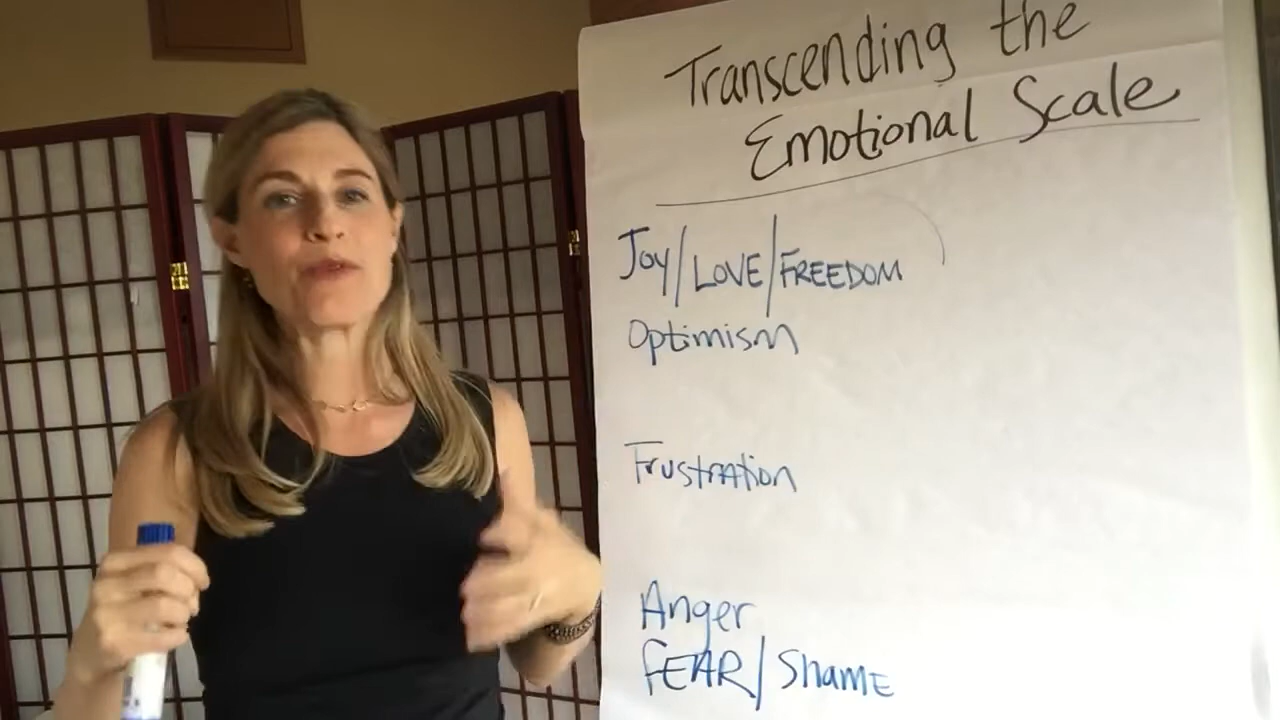 Transcending the
Emotional Scale
Joy/LOVE/FREEDOM
Optimism
Frustration
Anger
FEAR/Shame